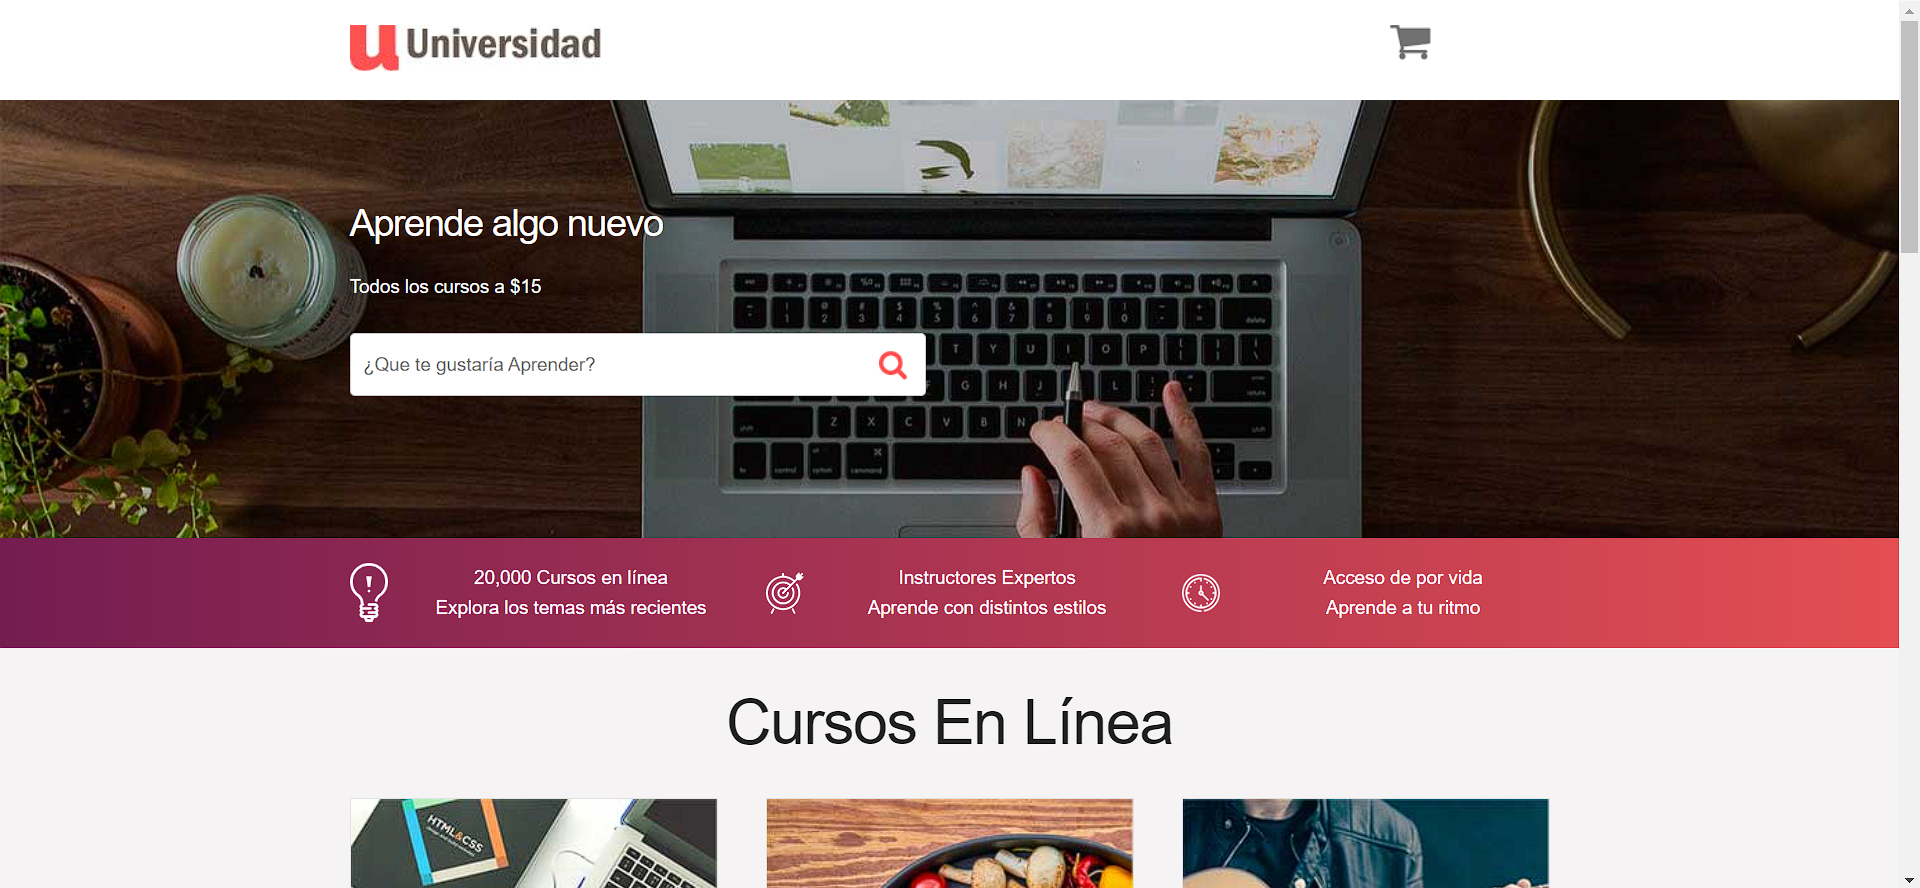 Universidad
Aprende algo nuevo
Todos los cursos a $15
¿Que te gustaría Aprender?
20,000 Cursos en línea
Explora los temas más recientes
Instructores Expertos
Aprende con distintos estilos
Acceso de por vida
Aprende a tu ritmo
Cursos En Línea
HTML&CSS